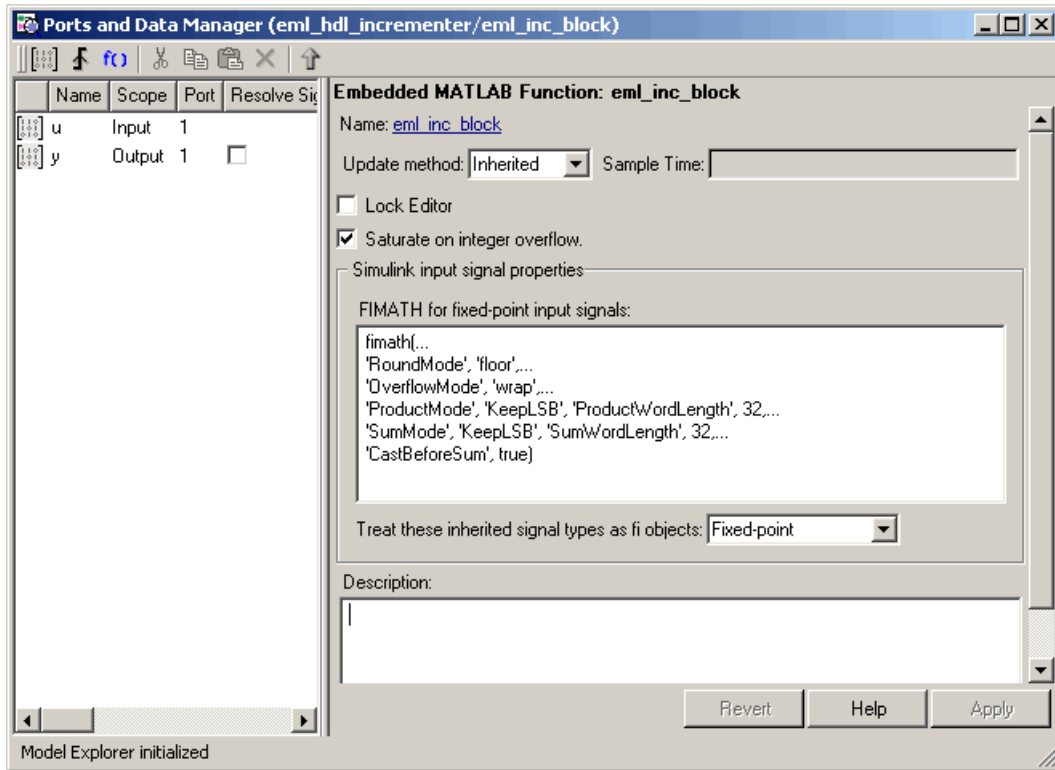 Ports and Data Manager (eml_hdl_incrementer/eml_inc_block)
f()
Name Scope Port Resolve Sig
u Input 1
y Output 1
Embedded MATLAB Function: eml_inc_block
Name: eml_inc_block
Update method: Inherited Sample Time:
Lock Editor
Saturate on integer overflow.
Simulink input signal properties
FIMATH for fixed-point input signals:
fimath(...
'RoundMode', 'floor',...
'OverflowMode', 'wrap',...
'ProductMode', 'KeepLSB', 'ProductWordLength', 32,...
'SumMode', 'KeepLSB', 'SumWordLength', 32,...
'CastBeforeSum', true)
Treat these inherited signal types as fi objects: Fixed-point
Description:
Revert Help Apply
Model Explorer initialized